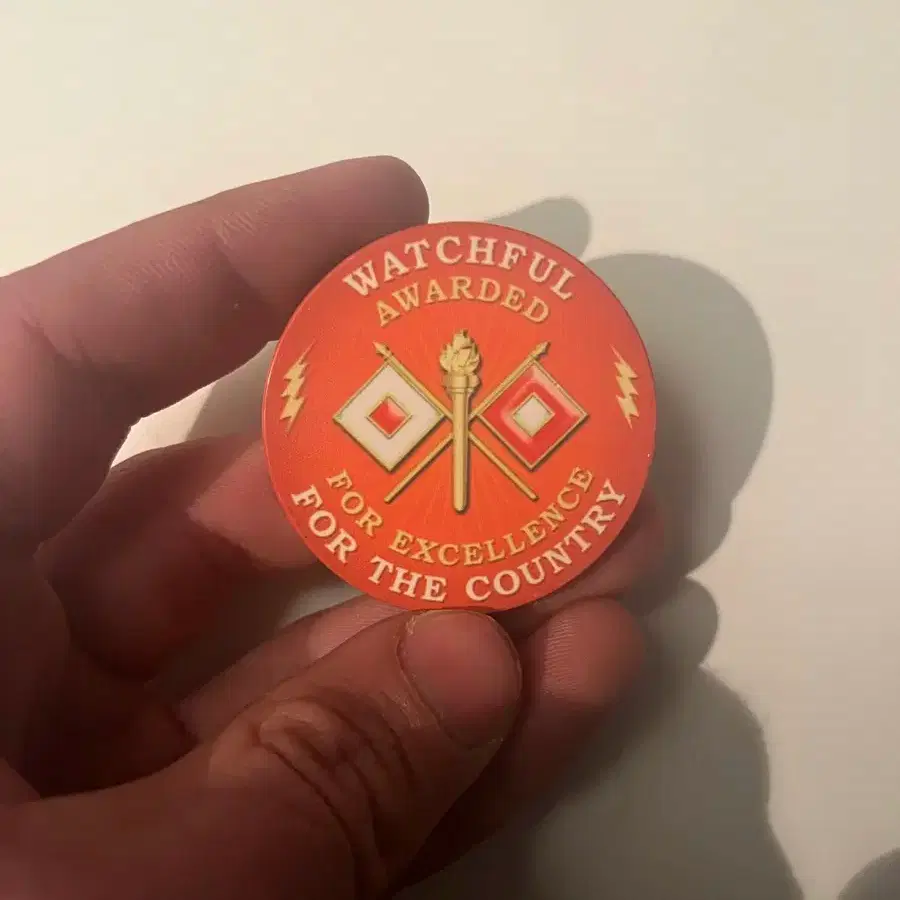 WATCHFUL
AWARDED
FOR EXCELLENCE
FOR THE COUNTRY